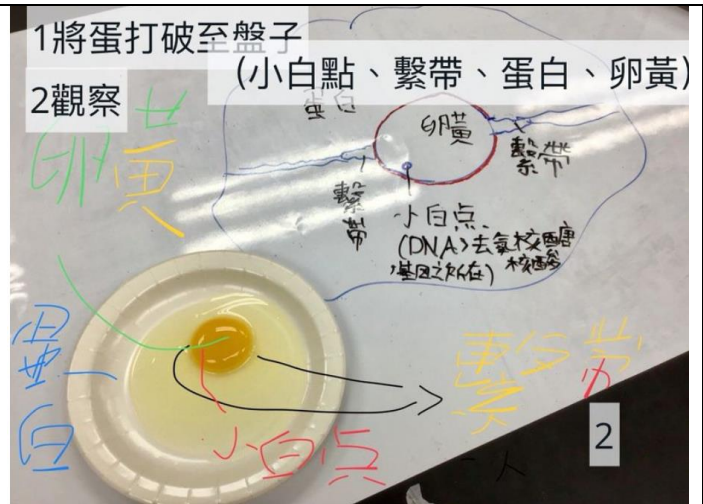 1將蛋打破至盤子
2觀察
(小白點、繫帶、蛋白、卵黃)
蛋白
卵黃
繫帶
繫帶
小白点
(DNA>去氧核醣
核酸
基因之所在)
卵黃
蛋白
小白点
繫帶
2